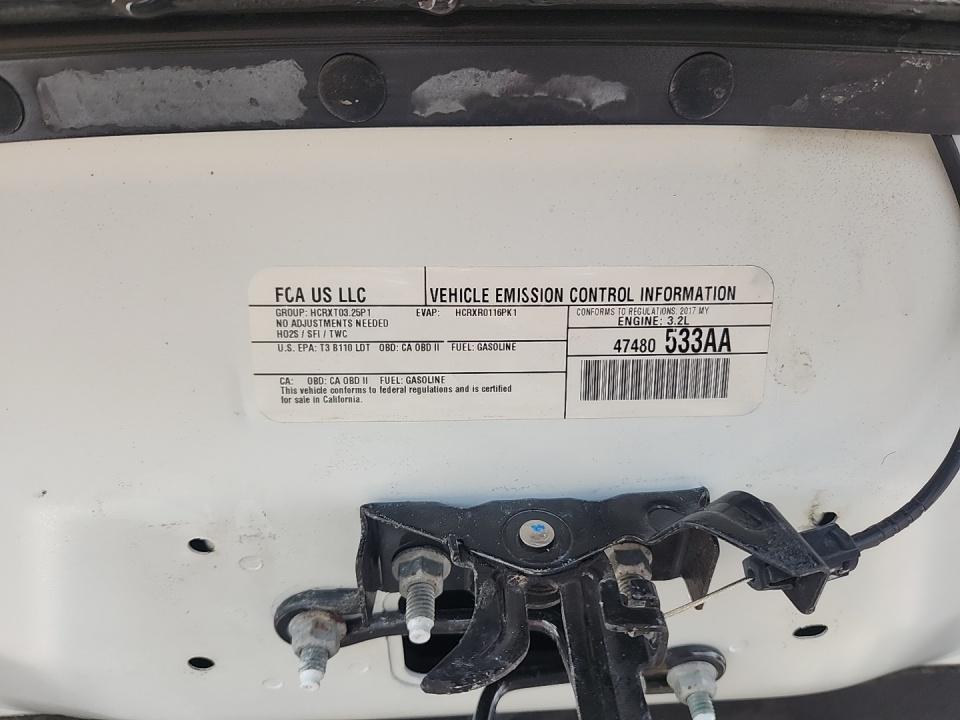 FCA US LLC
VEHICLE EMISSION CONTROL INFORMATION
GROUP: HCRXT03.25P1 EVAP: HCRXR0116PK1
NO ADJUSTMENTS NEEDED
HO2S / SFI / TWC
CONFORMS TO REGULATIONS: 2017 MY
ENGINE: 3.2L
U.S. EPA: T3 B110 LDT OBD: CA OBD II FUEL: GASOLINE
47480 533AA
CA: OBD: CA OBD II FUEL: GASOLINE
This vehicle conforms to federal regulations and is certified
for sale in California.